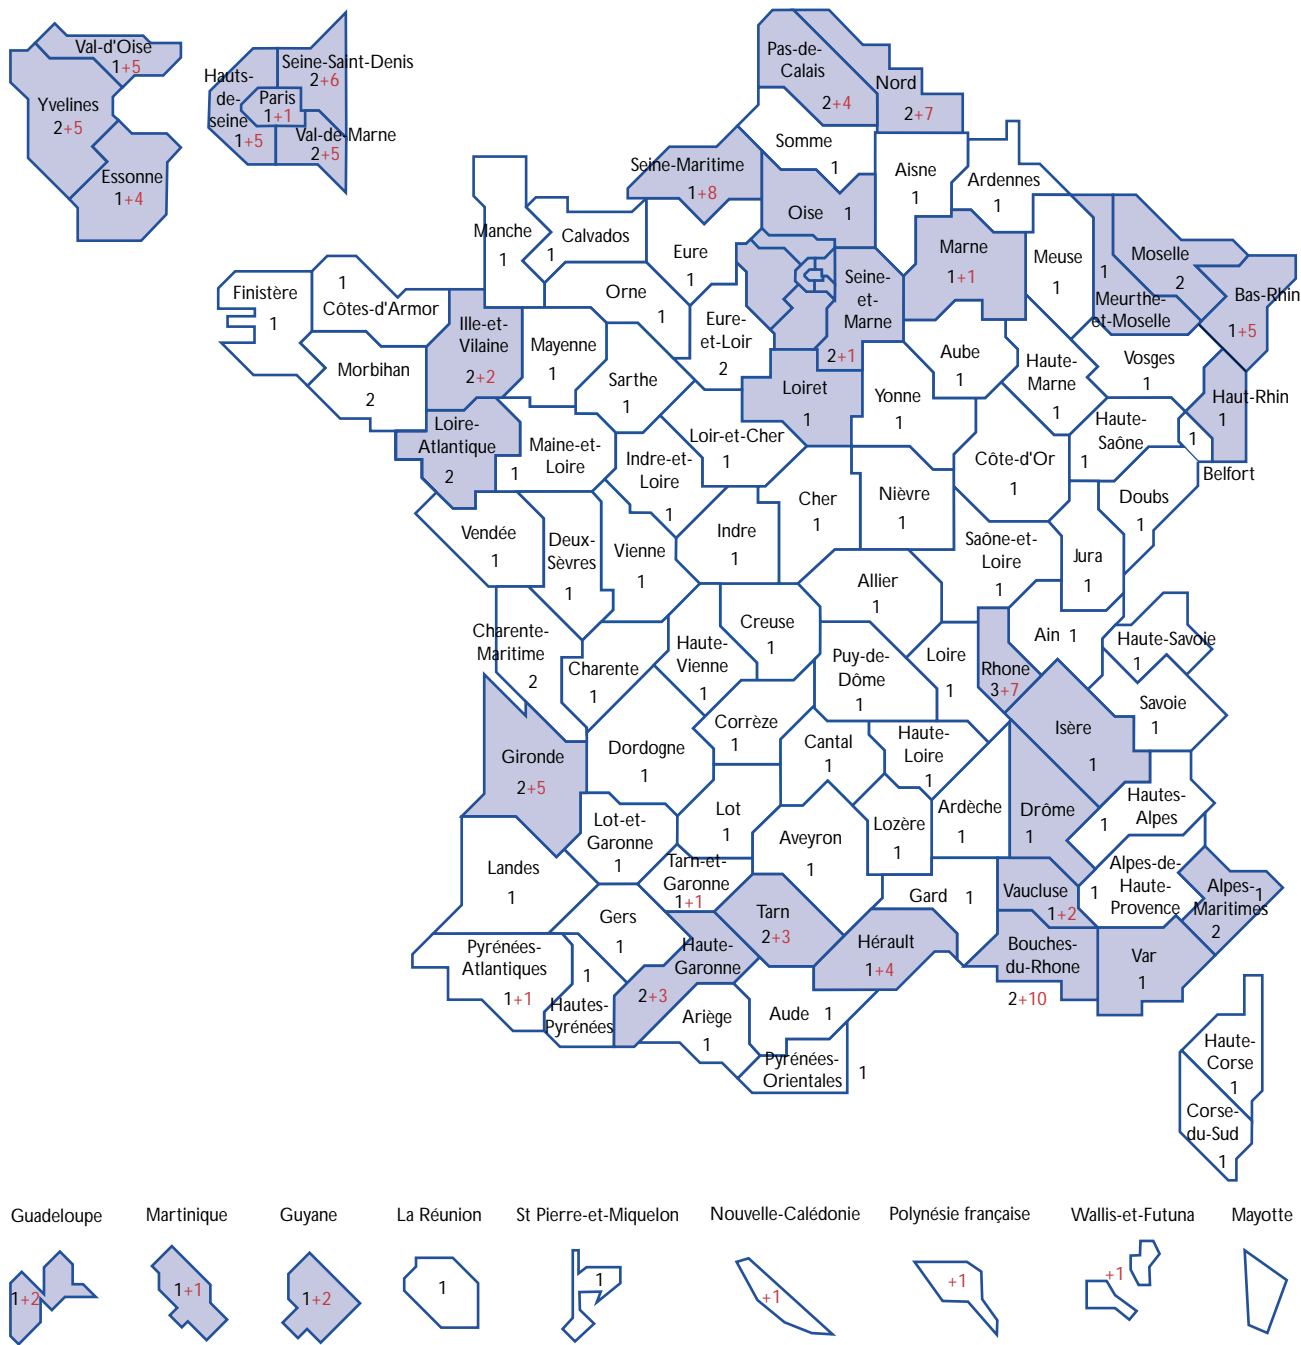 Val-d'Oise
1+5
Yvelines
2+5
Essonne
1+4
Hauts-
de-
seine
1+5
Seine-Saint-Denis
2+6
Paris
1+1
Val-de-Marne
2+5
Pas-de-
Calais
2+4
Nord
2+7
Somme
1
Seine-Maritime
1+8
Oise 1
Aisne
1
Ardennes
1
Manche
1
Calvados
1
Eure
1
Marne
1+1
Meuse
1
Moselle
2
1
Meurthe-
et-Moselle
Bas-Rhin
1+5
Seine-
et-
Marne
2+1
Finistère
1
1
Côtes-d'Armor
Ille-et-
Vilaine
2+2
Orne
1
Mayenne
1
Eure-
et-Loir
2
Morbihan
2
Sarthe
1
Loiret
1
Aube
1
Haute-
Marne
1
Vosges
1
Yonne
1
Haut-Rhin
1
Haute-
Saône
1
1
Belfort
Loire-
Atlantique
2
Maine-et-
Loire
1
Loir-et-Cher
1
Indre-et-
Loire
1
Côte-d'Or
1
Doubs
1
Cher
1
Nièvre
1
Vendée
1
Deux-
Sèvres
1
Vienne
1
Indre
1
Saône-et-
Loire
1
Jura
1
Allier
1
Charente-
Maritime
2
Charente
1
Haute-
Vienne
1
Creuse
1
Puy-de-
Dôme
1
Loire
1
Rhone
3+7
Ain 1
Haute-Savoie
1
Savoie
1
Isère
1
Gironde
2+5
Dordogne
1
Corrèze
1
Cantal
1
Haute-
Loire
1
Ardèche
1
Drôme
1
Hautes-
Alpes
1
Lot-et-
Garonne
1
Lot
1
Aveyron
1
Lozère
1
Landes
1
Tarn-et-
Garonne
1+1
Gers
1
Tarn
2+3
Gard 1
Vaucluse
1+2
Alpes-de-
Haute-
Provence
1
Alpes-
Maritimes
1
2
Pyrénées-
Atlantiques
1+1
1
Hautes-
Pyrénées
Haute-
Garonne
2+3
Hérault
1+4
Bouches-
du-Rhone
2+10
Var
1
Ariège
1
Aude 1
Pyrénées-
Orientales
1
Haute-
Corse
1
Corse-
du-Sud
1
Guadeloupe
1+2
Martinique
1+1
Guyane
1+2
La Réunion
1
St Pierre-et-Miquelon
1
Nouvelle-Calédonie
+1
Polynésie française
+1
Wallis-et-Futuna
+1
Mayotte